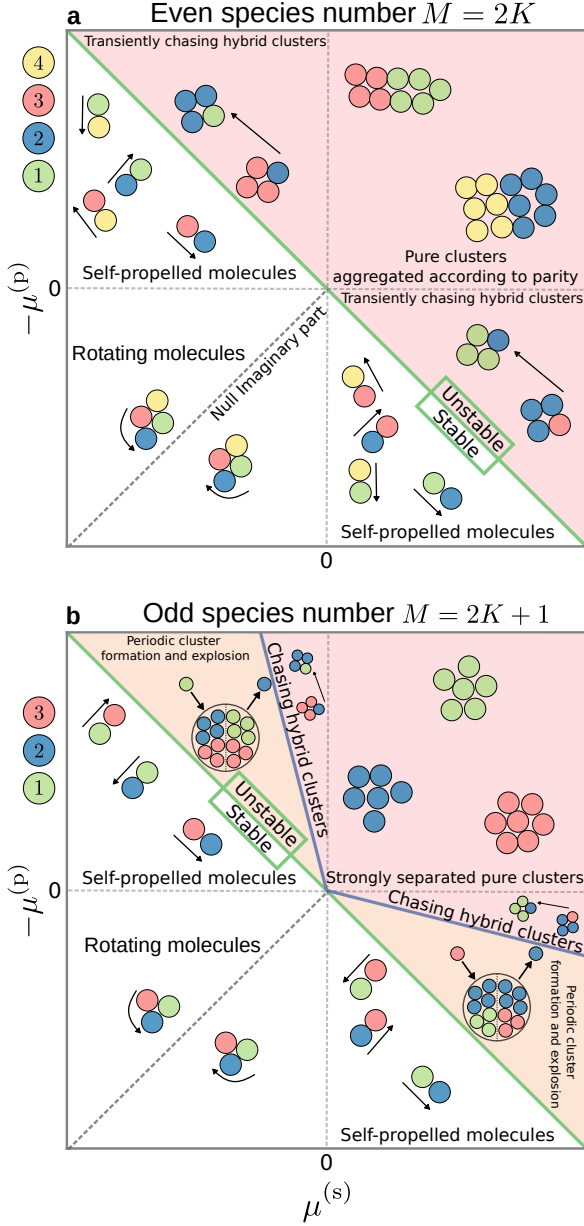 a Even species number M = 2K
Transiently chasing hybrid clusters
4
3
2
1
Self-propelled molecules
Pure clusters
aggregated according to parity
−μ^(p)
0
Transiently chasing hybrid clusters
Rotating molecules
Null Imaginary part
Unstable
Stable
Self-propelled molecules
0
b Odd species number M = 2K + 1
Periodic cluster
formation and explosion
Chasing hybrid clusters
3
2
1
Unstable
Stable
Self-propelled molecules
Strongly separated pure clusters
−μ^(p)
0
Chasing hybrid clusters
Rotating molecules
Periodic cluster
formation and explosion
Self-propelled molecules
0
μ^(s)